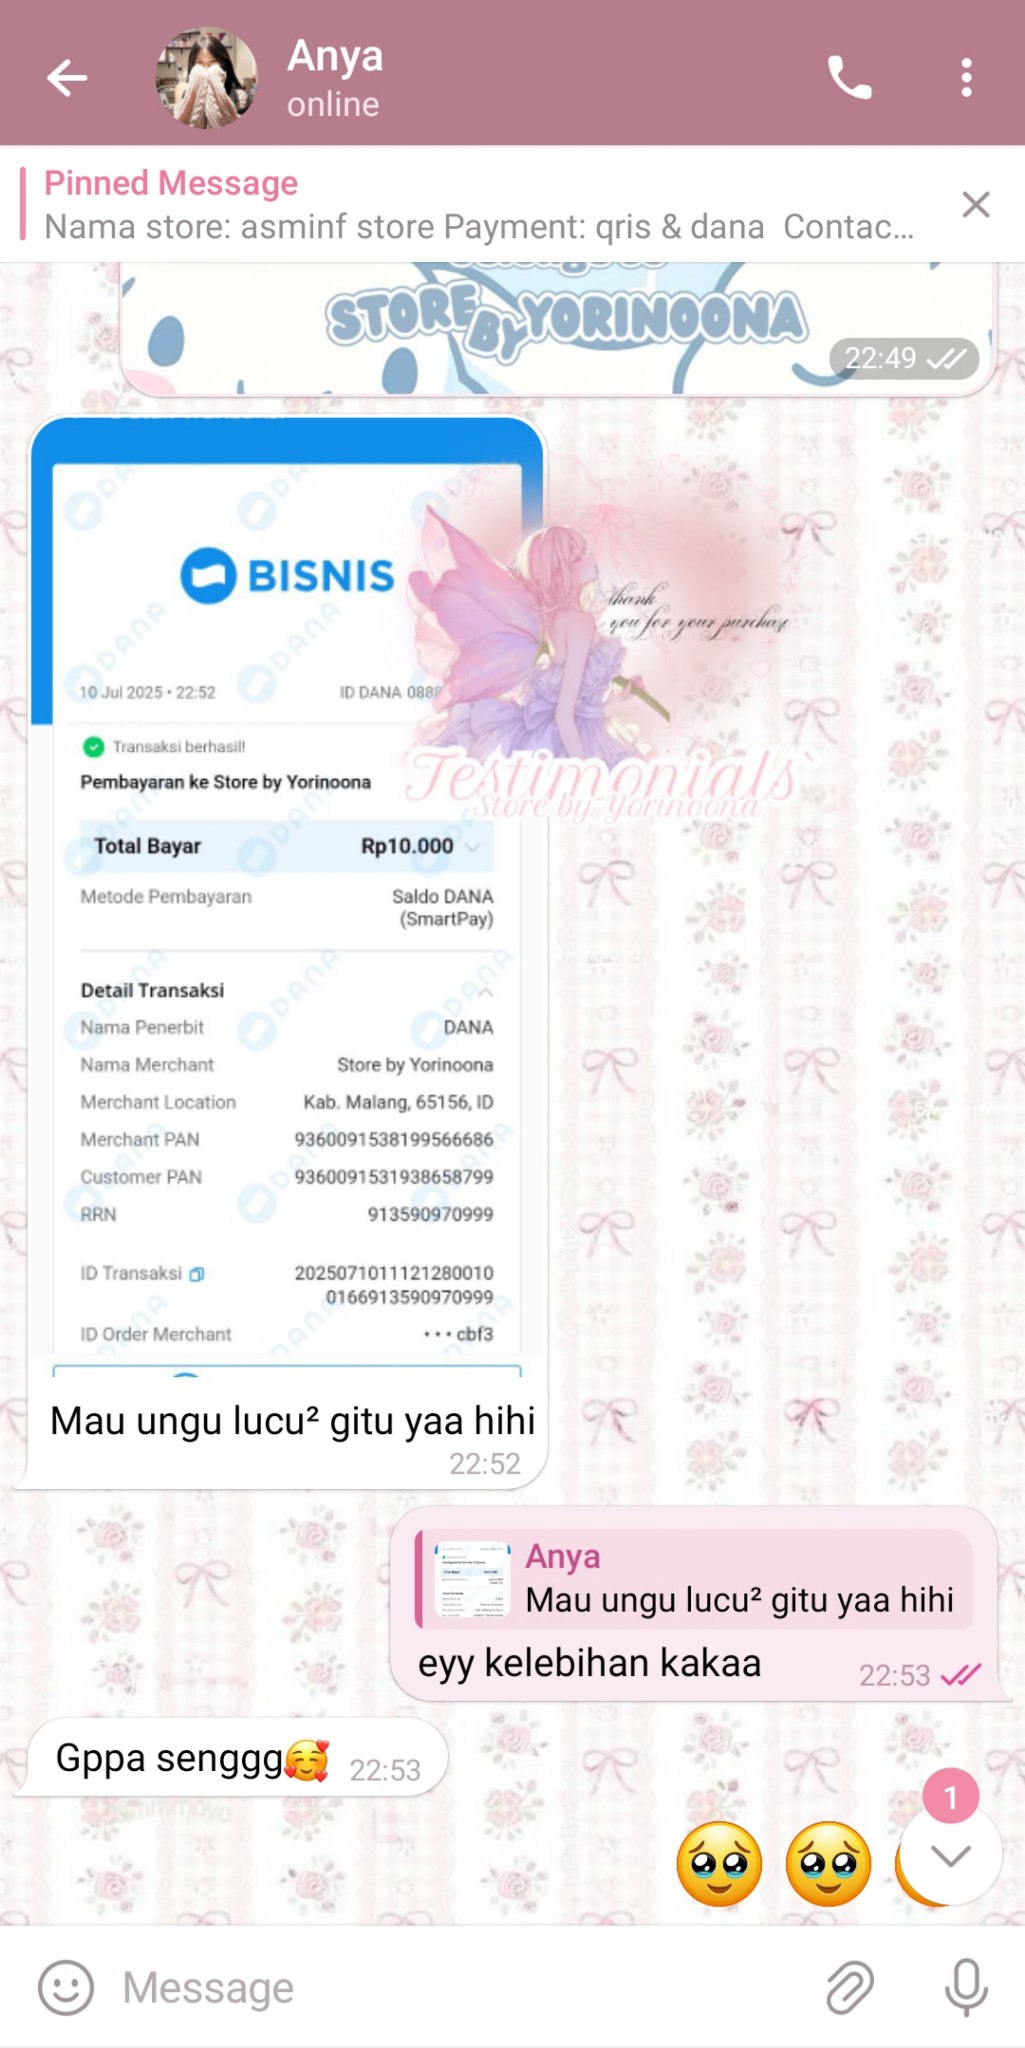 Anya
online
Pinned Message
Nama store: asminf store Payment: qris & dana  Contac...
STORE BY YORINOONA
22:49
BISNIS
10 Jul 2025 • 22:52
ID DANA 0888
thank
you for your purchase
Transaksi berhasil!
Pembayaran ke Store by Yorinoona
Testimonials
Store by Yorinoona
Total Bayar Rp10.000
Metode Pembayaran Saldo DANA
(SmartPay)
Detail Transaksi
Nama Penerbit DANA
Nama Merchant Store by Yorinoona
Merchant Location Kab. Malang, 65156, ID
Merchant PAN 9360091538199566686
Customer PAN 9360091531938658799
RRN 913590970999
ID Transaksi 2025071011121280010
0166913590970999
ID Order Merchant ••• cbf3
Mau ungu lucu² gitu yaa hihi
22:52
Anya
Mau ungu lucu² gitu yaa hihi
eyy kelebihan kakaa
22:53
Gppa senggg🥰 22:53
🥹 🥹
1
Message